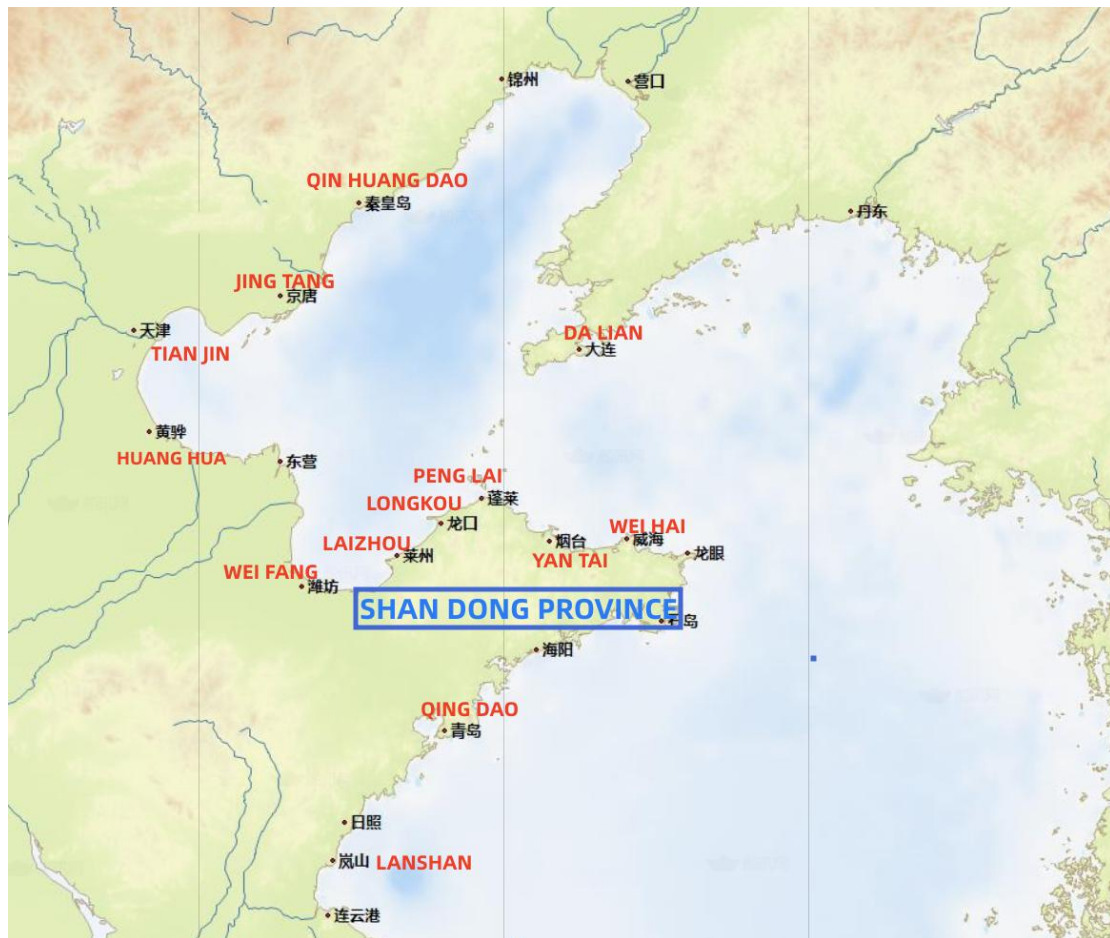 锦州
营口
QIN HUANG DAO
秦皇岛
丹东
JING TANG
京唐
天津
TIAN JIN
DA LIAN
大连
黄骅
HUANG HUA
东营
PENG LAI
蓬莱
LONGKOU
龙口
LAIZHOU
莱州
烟台
YAN TAI
WEI HAI
威海
龙眼
WEI FANG
潍坊
SHAN DONG PROVINCE
岛
海阳
QING DAO
青岛
日照
岚山
LANSHAN
连云港